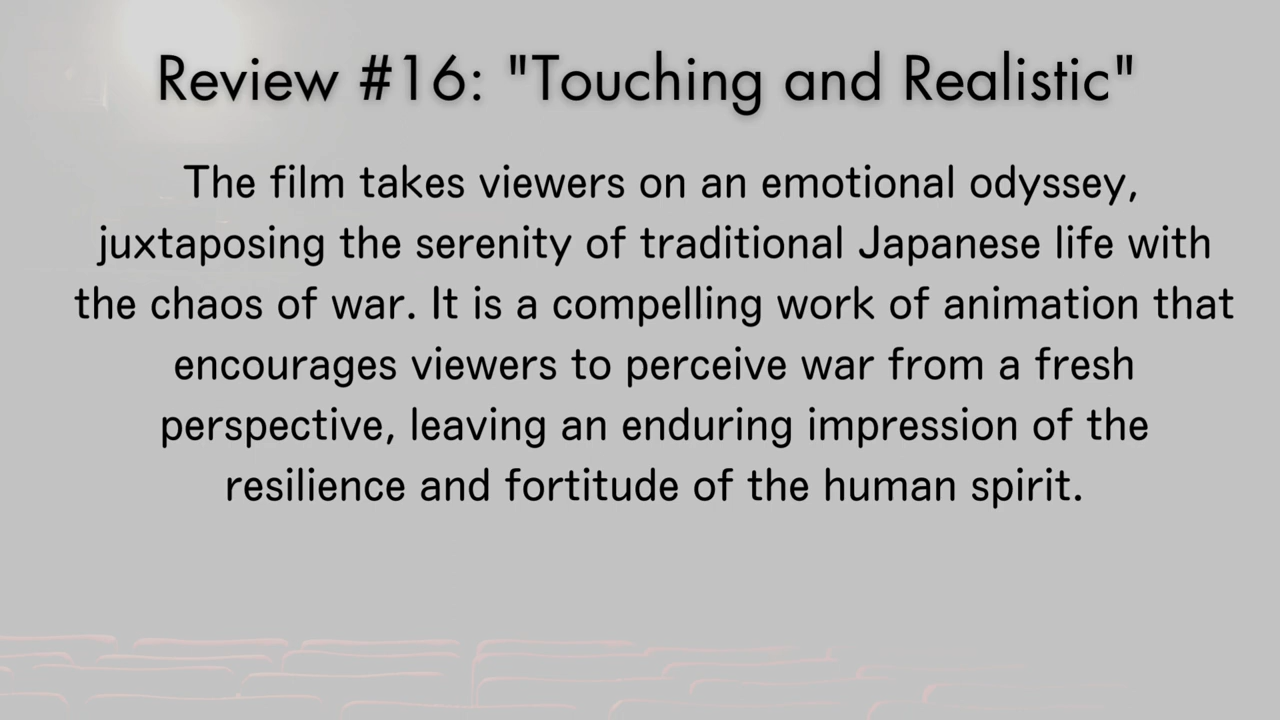 Review #16: "Touching and Realistic"
The film takes viewers on an emotional odyssey,
juxtaposing the serenity of traditional Japanese life with
the chaos of war. It is a compelling work of animation that
encourages viewers to perceive war from a fresh
perspective, leaving an enduring impression of the
resilience and fortitude of the human spirit.